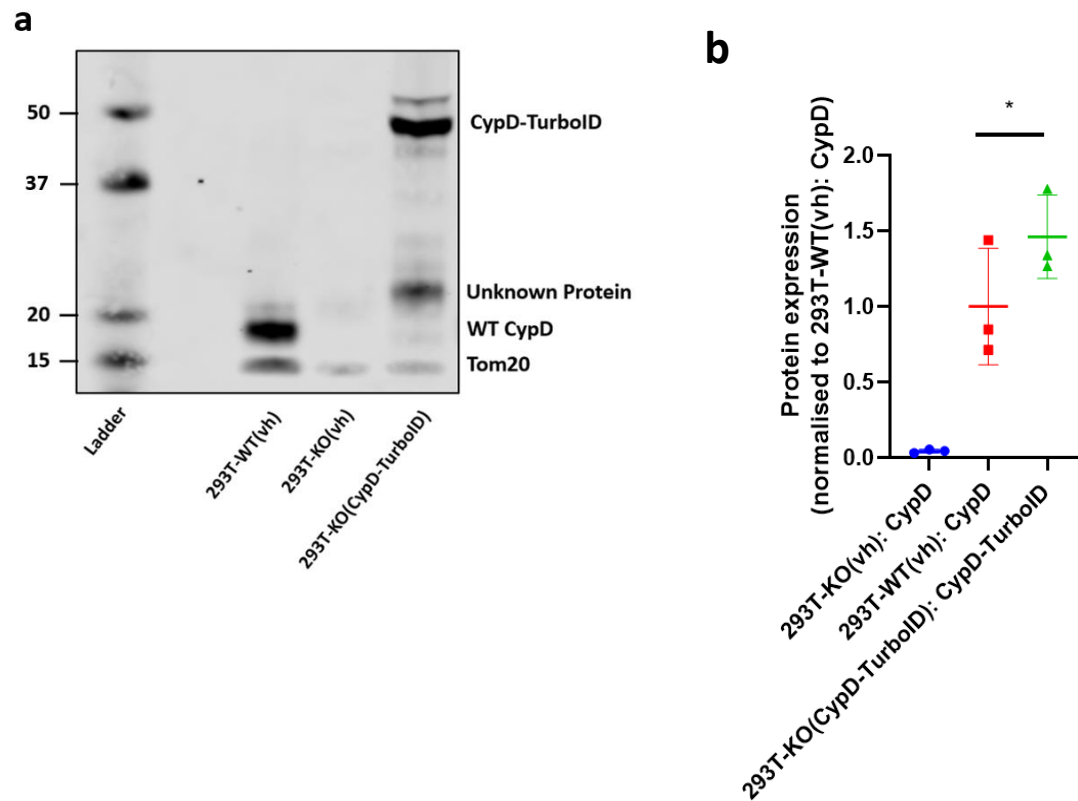 a
50
37
20
15
CypD-TurboID
Unknown Protein
WT CypD
Tom20
Ladder
293T-WT(vh)
293T-KO(vh)
293T-KO(CypD-TurboID)
b
*
Protein expression
(normalised to 293T-WT(vh): CypD)
2.0
1.5
1.0
0.5
0.0
293T-KO(vh): CypD
293T-WT(vh): CypD
293T-KO(CypD-TurboID): CypD-TurboID